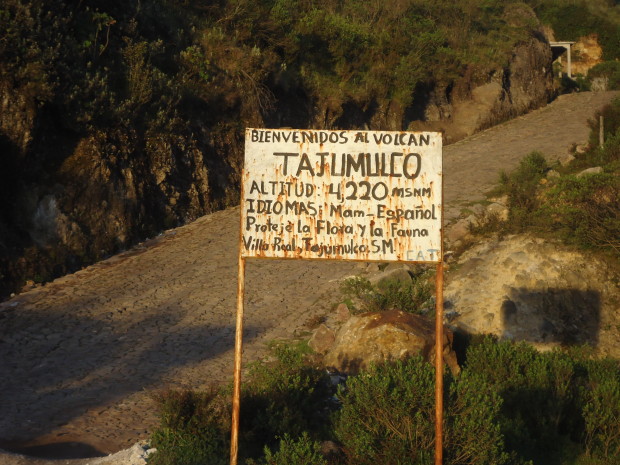 BIENVENIDOS AL VOLCAN
TAJUMULCO
ALTITUD: 4,220 MSNM
IDIOMAS: Mam-Español
Proteje la Flora y la Fauna
Villa Real, Tajumulco, S.M.
C.A.T.